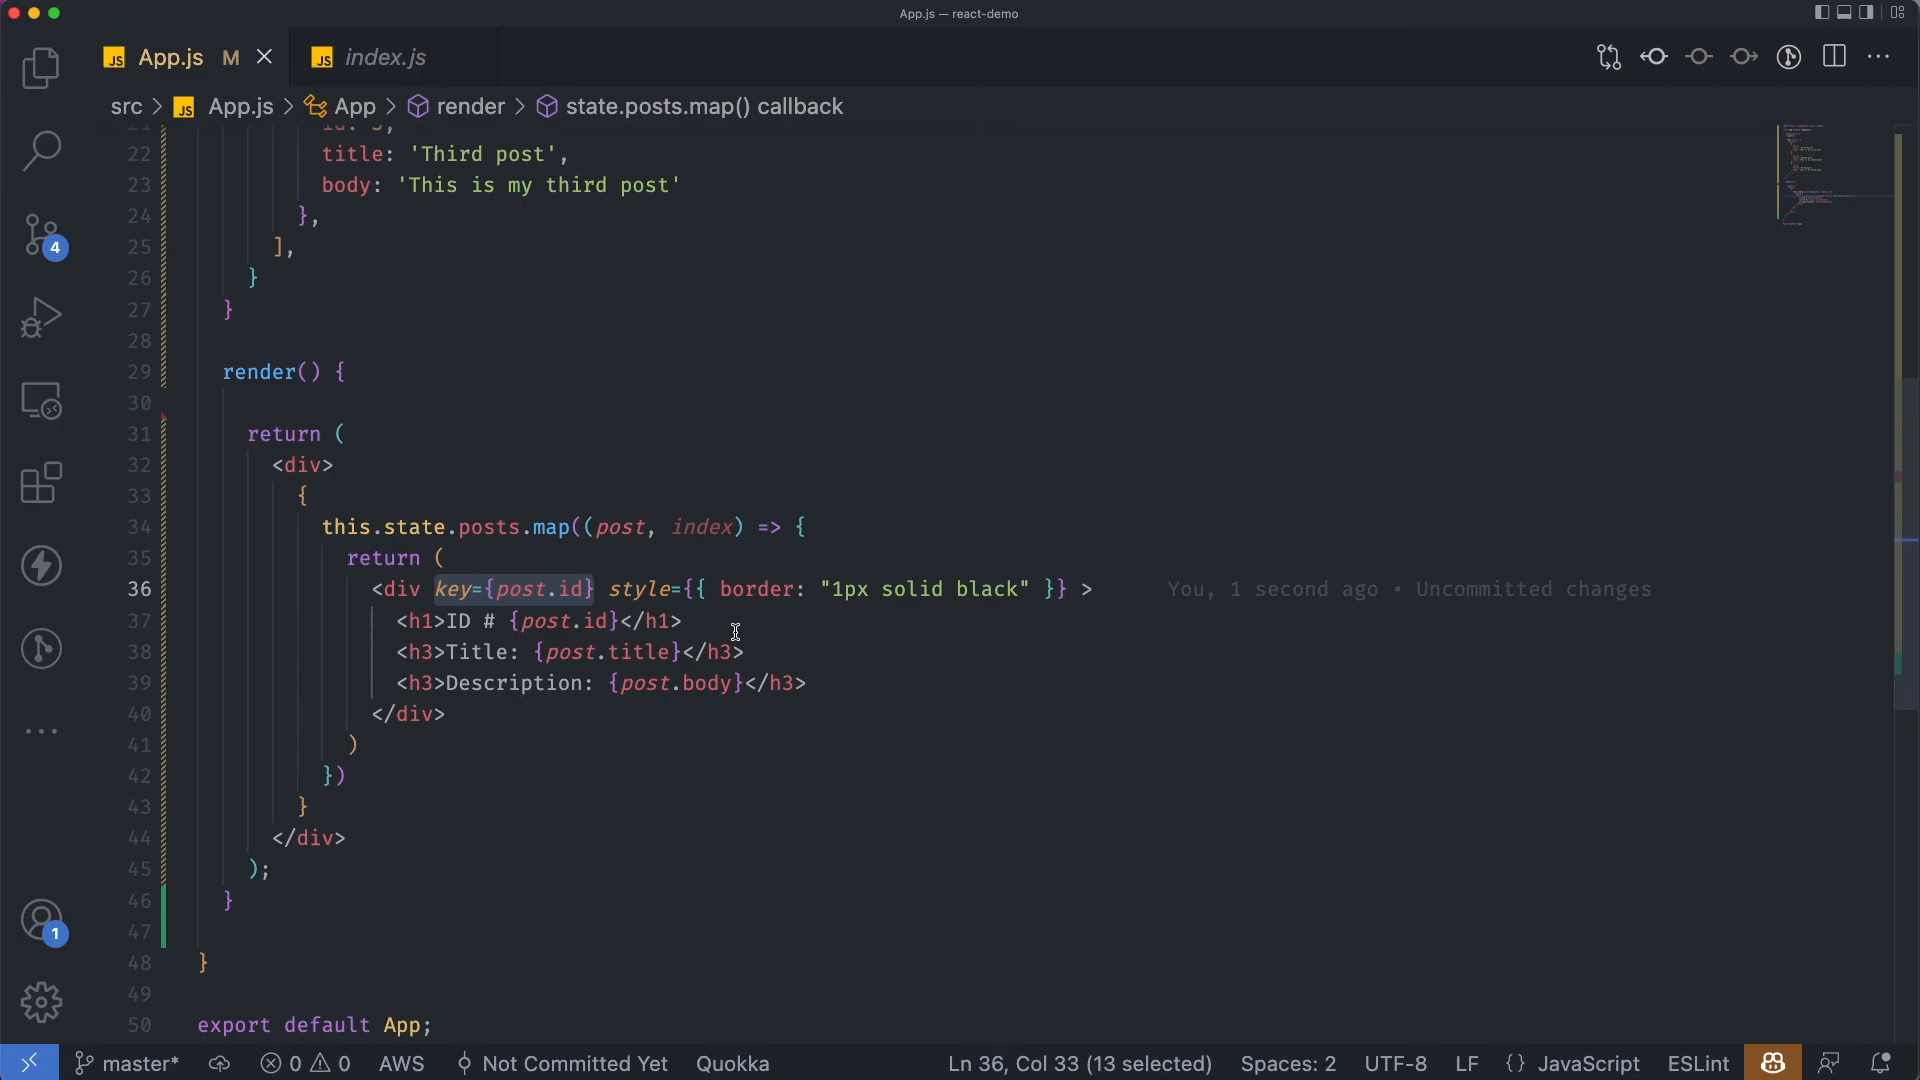 App.js — react-demo
JS App.js M
JS index.js
src > JS App.js > App > render > state.posts.map() callback
22 title: 'Third post',
23 body: 'This is my third post'
24 },
25 ],
26 }
27 }
28
29 render() {
30
31 return (
32 <div>
33 {
34 this.state.posts.map((post, index) => {
35 return (
36 <div key={post.id} style={{ border: "1px solid black" }} > You, 1 second ago • Uncommitted changes
37 <h1>ID # {post.id}</h1>
38 <h3>Title: {post.title}</h3>
39 <h3>Description: {post.body}</h3>
40 </div>
41 )
42 })
43 }
44 </div>
45 );
46 }
47
48 }
49
50 export default App;
4
1
master* 0 0 AWS Not Committed Yet Quokka Ln 36, Col 33 (13 selected) Spaces: 2 UTF-8 LF {} JavaScript ESLint